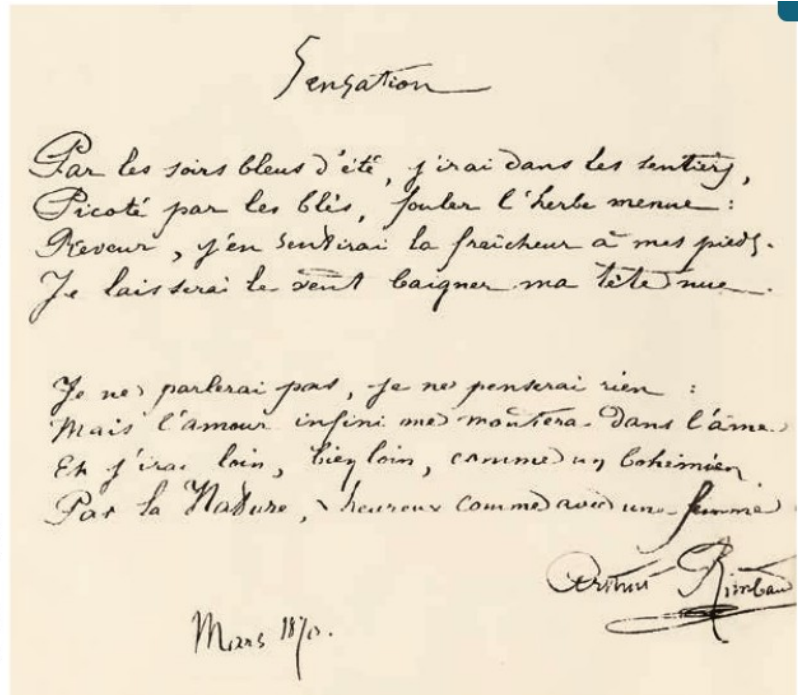 Sensation
Par les soirs bleus d'été, j'irai dans les sentiers,
Picoté par les blés, fouler l'herbe menue :
Rêveur, j'en sentirai la fraîcheur à mes pieds.
Je laisserai le vent baigner ma tête nue.
Je ne parlerai pas, je ne penserai rien :
Mais l'amour infini me montera dans l'âme.
Et j'irai loin, bien loin, comme un bohémien
Par la Nature, heureux comme avec une femme.
Arthur Rimbaud
Mars 1870.